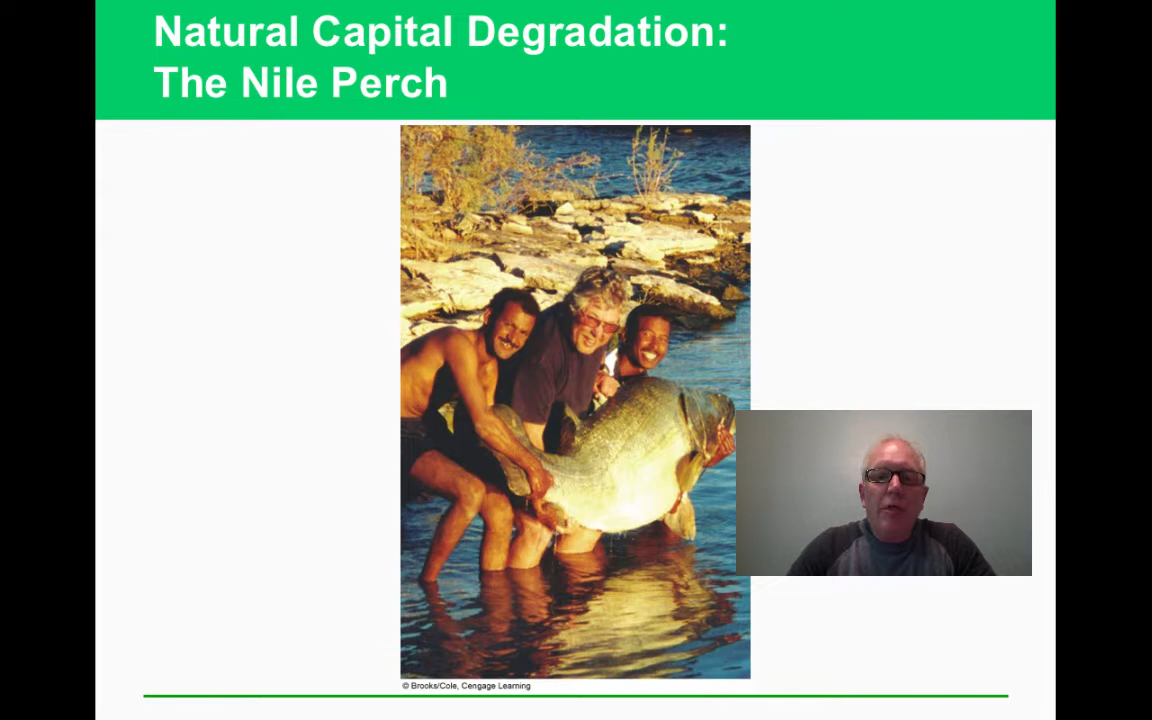 Natural Capital Degradation:
The Nile Perch
© Brooks/Cole, Cengage Learning